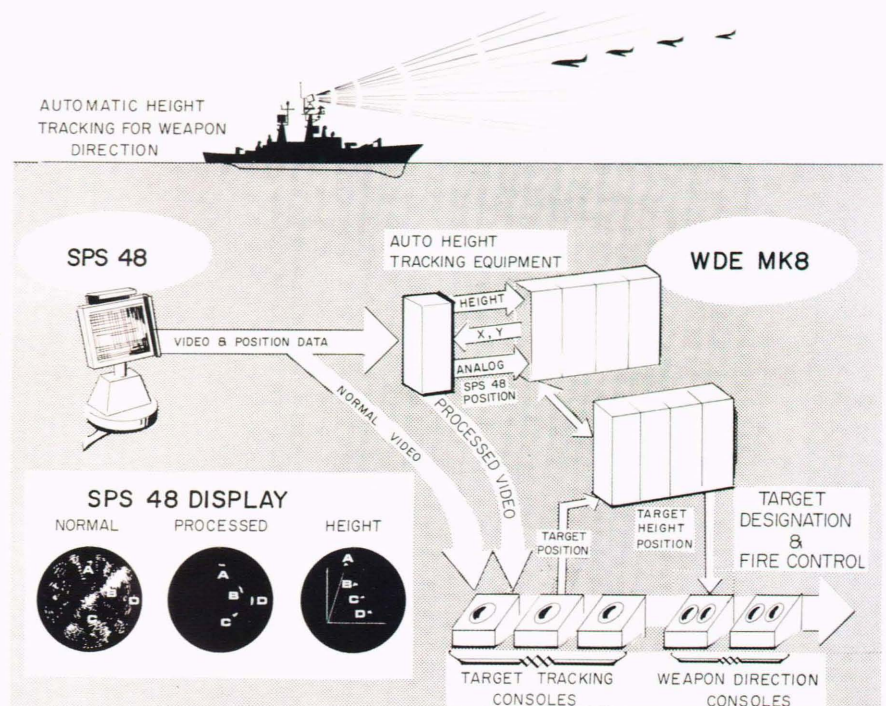 AUTOMATIC HEIGHT
TRACKING FOR WEAPON
DIRECTION
SPS 48
AUTO HEIGHT
TRACKING EQUIPMENT
WDE MK8
HEIGHT
X, Y
ANALOG
SPS 48
POSITION
VIDEO & POSITION DATA
NORMAL VIDEO
PROCESSED VIDEO
SPS 48 DISPLAY
NORMAL
PROCESSED
HEIGHT
A
B
D
C
A
B
D
C
A
B
C
D
TARGET
POSITION
TARGET
HEIGHT
POSITION
TARGET
DESIGNATION
&
FIRE CONTROL
TARGET TRACKING
CONSOLES
WEAPON DIRECTION
CONSOLES